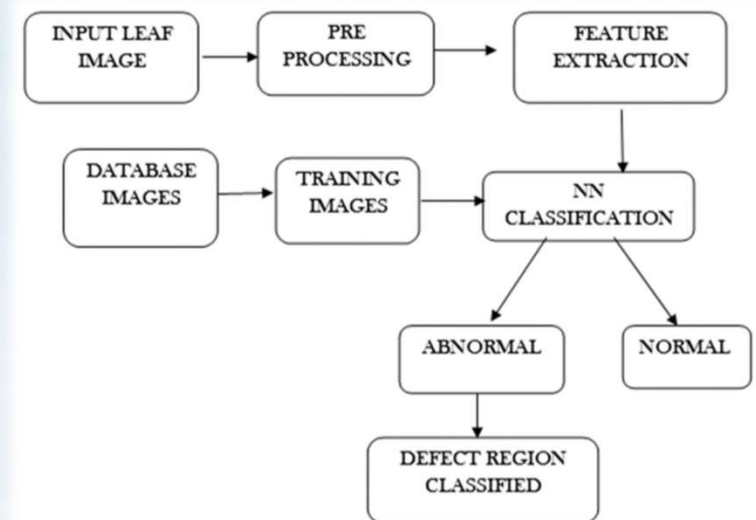 INPUT LEAF
IMAGE
PRE
PROCESSING
FEATURE
EXTRACTION
DATABASE
IMAGES
TRAINING
IMAGES
NN
CLASSIFICATION
ABNORMAL
NORMAL
DEFECT REGION
CLASSIFIED